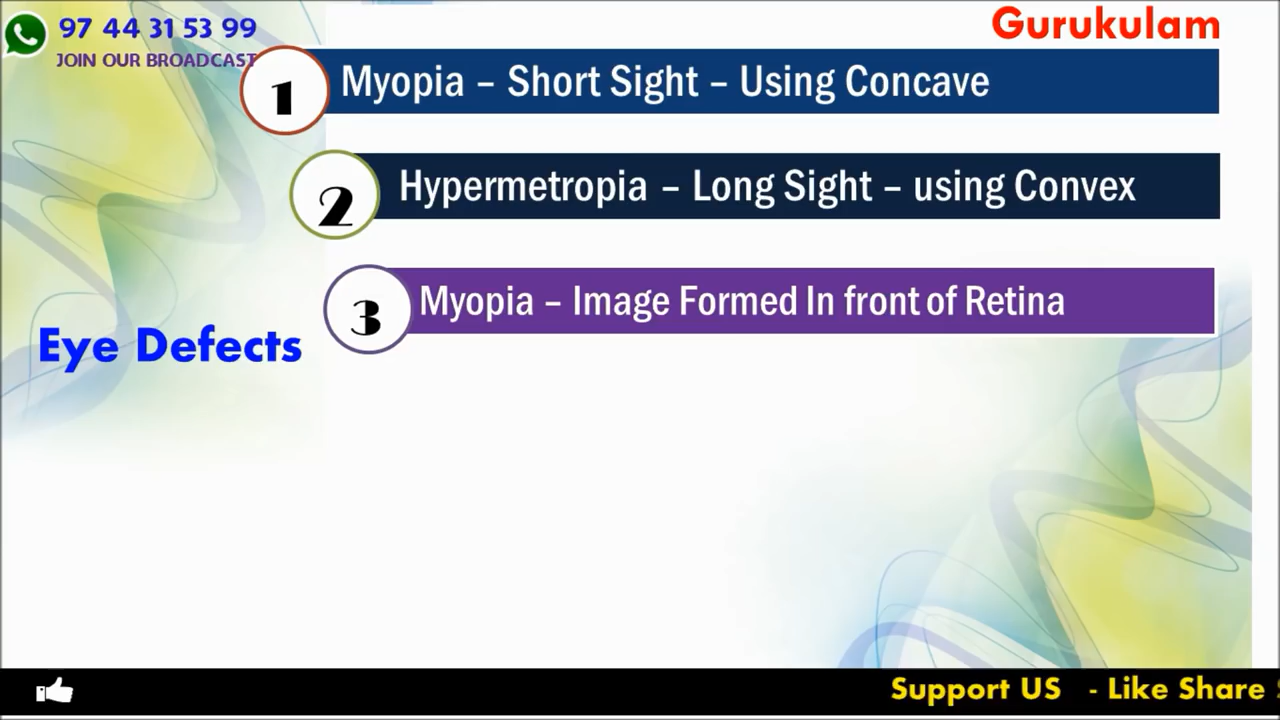 97 44 31 53 99
JOIN OUR BROADCAST
Gurukulam
1 Myopia – Short Sight – Using Concave
2 Hypermetropia – Long Sight – using Convex
3 Myopia – Image Formed In front of Retina
Eye Defects
Support US - Like Share